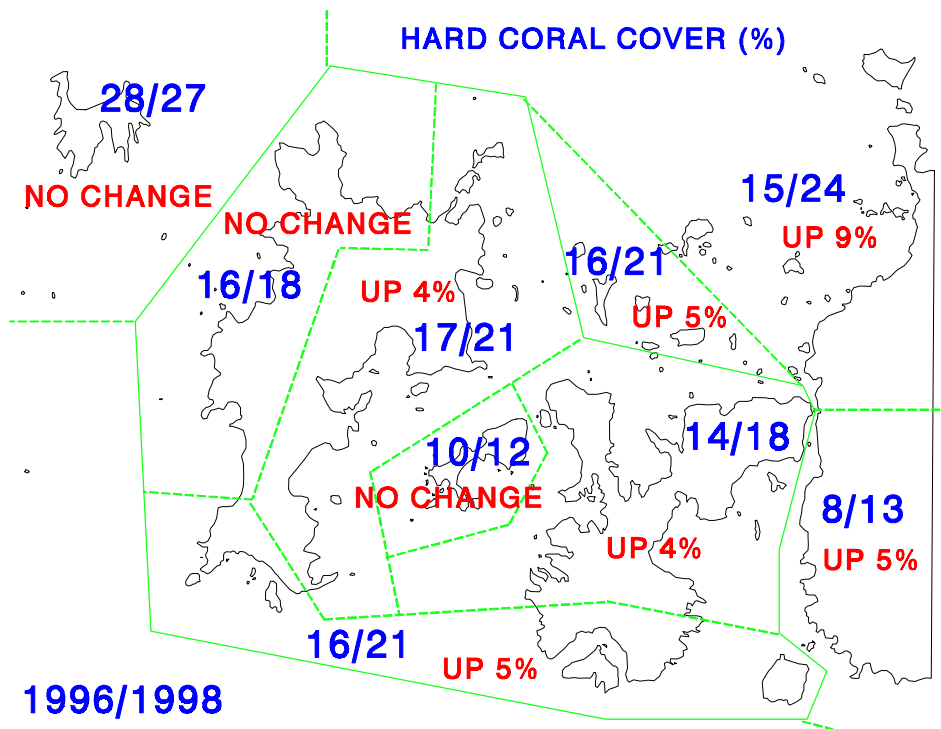 HARD CORAL COVER (%)
28/27
NO CHANGE
15/24
NO CHANGE
UP 9%
16/21
16/18
UP 4%
UP 5%
17/21
14/18
10/12
NO CHANGE
8/13
UP 4%
UP 5%
16/21
UP 5%
1996/1998